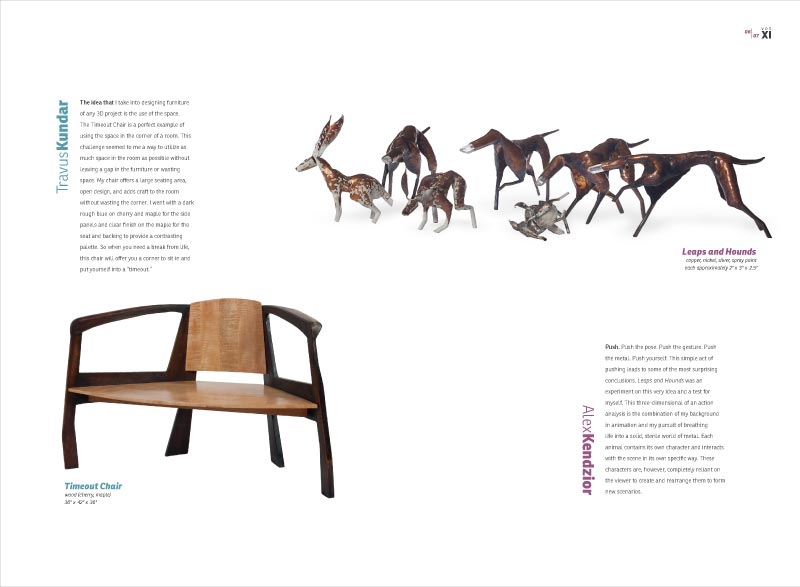 06 07 VOL XI
Travus Kundar
The idea that I take into designing furniture
of any 3D project is the use of the space.
The Timeout Chair is a perfect example of
using the space in the corner of a room. This
challenge seemed to me a way to utilize as
much space in the room as possible without
leaving a gap in the furniture or wasting
space. My chair offers a large seating area,
open design, and adds craft to the room
without wasting the corner. I went with a dark
rough blue on cherry and maple for the side
panels and clear finish on the maple for the
seat and backing to provide a contrasting
palette. So when you need a break from life,
this chair will offer you a corner to sit in and
put yourself into a "timeout."
Leaps and Hounds
copper, nickel, silver, spray paint
each approximately 2" x 3" x 2.5"
Timeout Chair
wood (cherry, maple)
36" x 42" x 36"
Alex Kendzior
Push. Push the pose. Push the gesture. Push
the metal. Push yourself. This simple act of
pushing leads to some of the most surprising
conclusions. Leaps and Hounds was an
experiment on this very idea and a test for
myself. This three-dimensional of an action
analysis is the combination of my background
in animation and my pursuit of breathing
life into a solid, sterile world of metal. Each
animal contains its own character and interacts
with the scene in its own specific way. These
characters are, however, completely reliant on
the viewer to create and rearrange them to form
new scenarios.